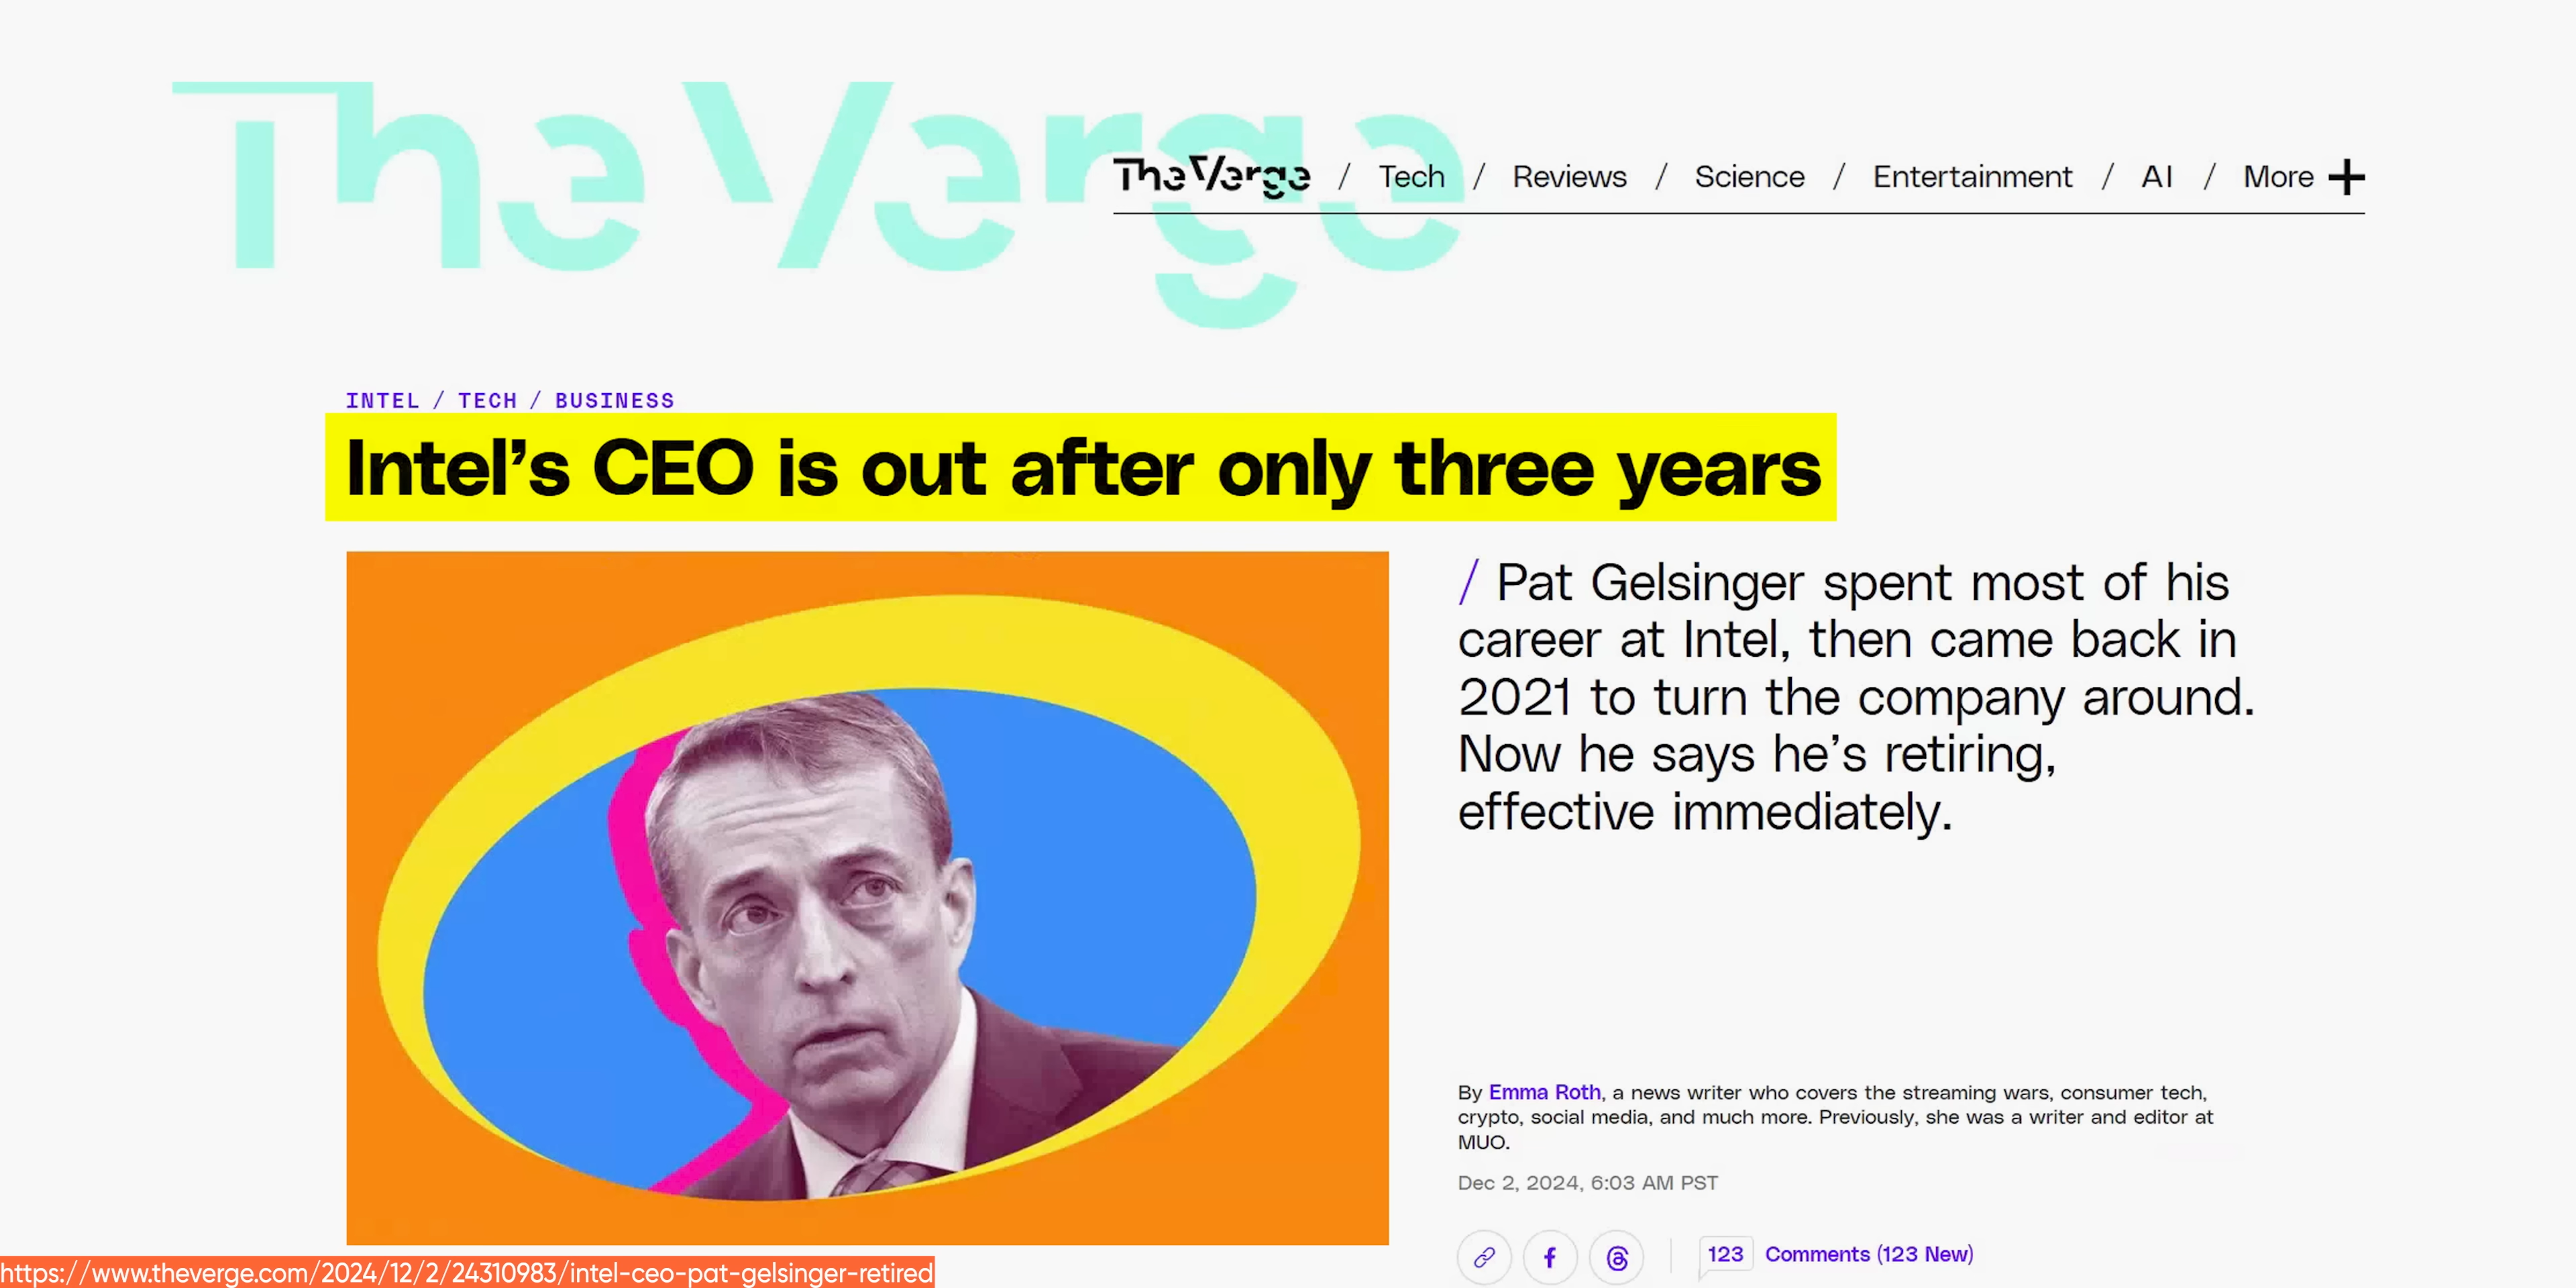 The Verge
The Verge / Tech / Reviews / Science / Entertainment / AI / More +
INTEL / TECH / BUSINESS
Intel’s CEO is out after only three years
/ Pat Gelsinger spent most of his
career at Intel, then came back in
2021 to turn the company around.
Now he says he’s retiring,
effective immediately.
By Emma Roth, a news writer who covers the streaming wars, consumer tech,
crypto, social media, and much more. Previously, she was a writer and editor at
MUO.
Dec 2, 2024, 6:03 AM PST
123 Comments (123 New)
https://www.theverge.com/2024/12/2/24310983/intel-ceo-pat-gelsinger-retired